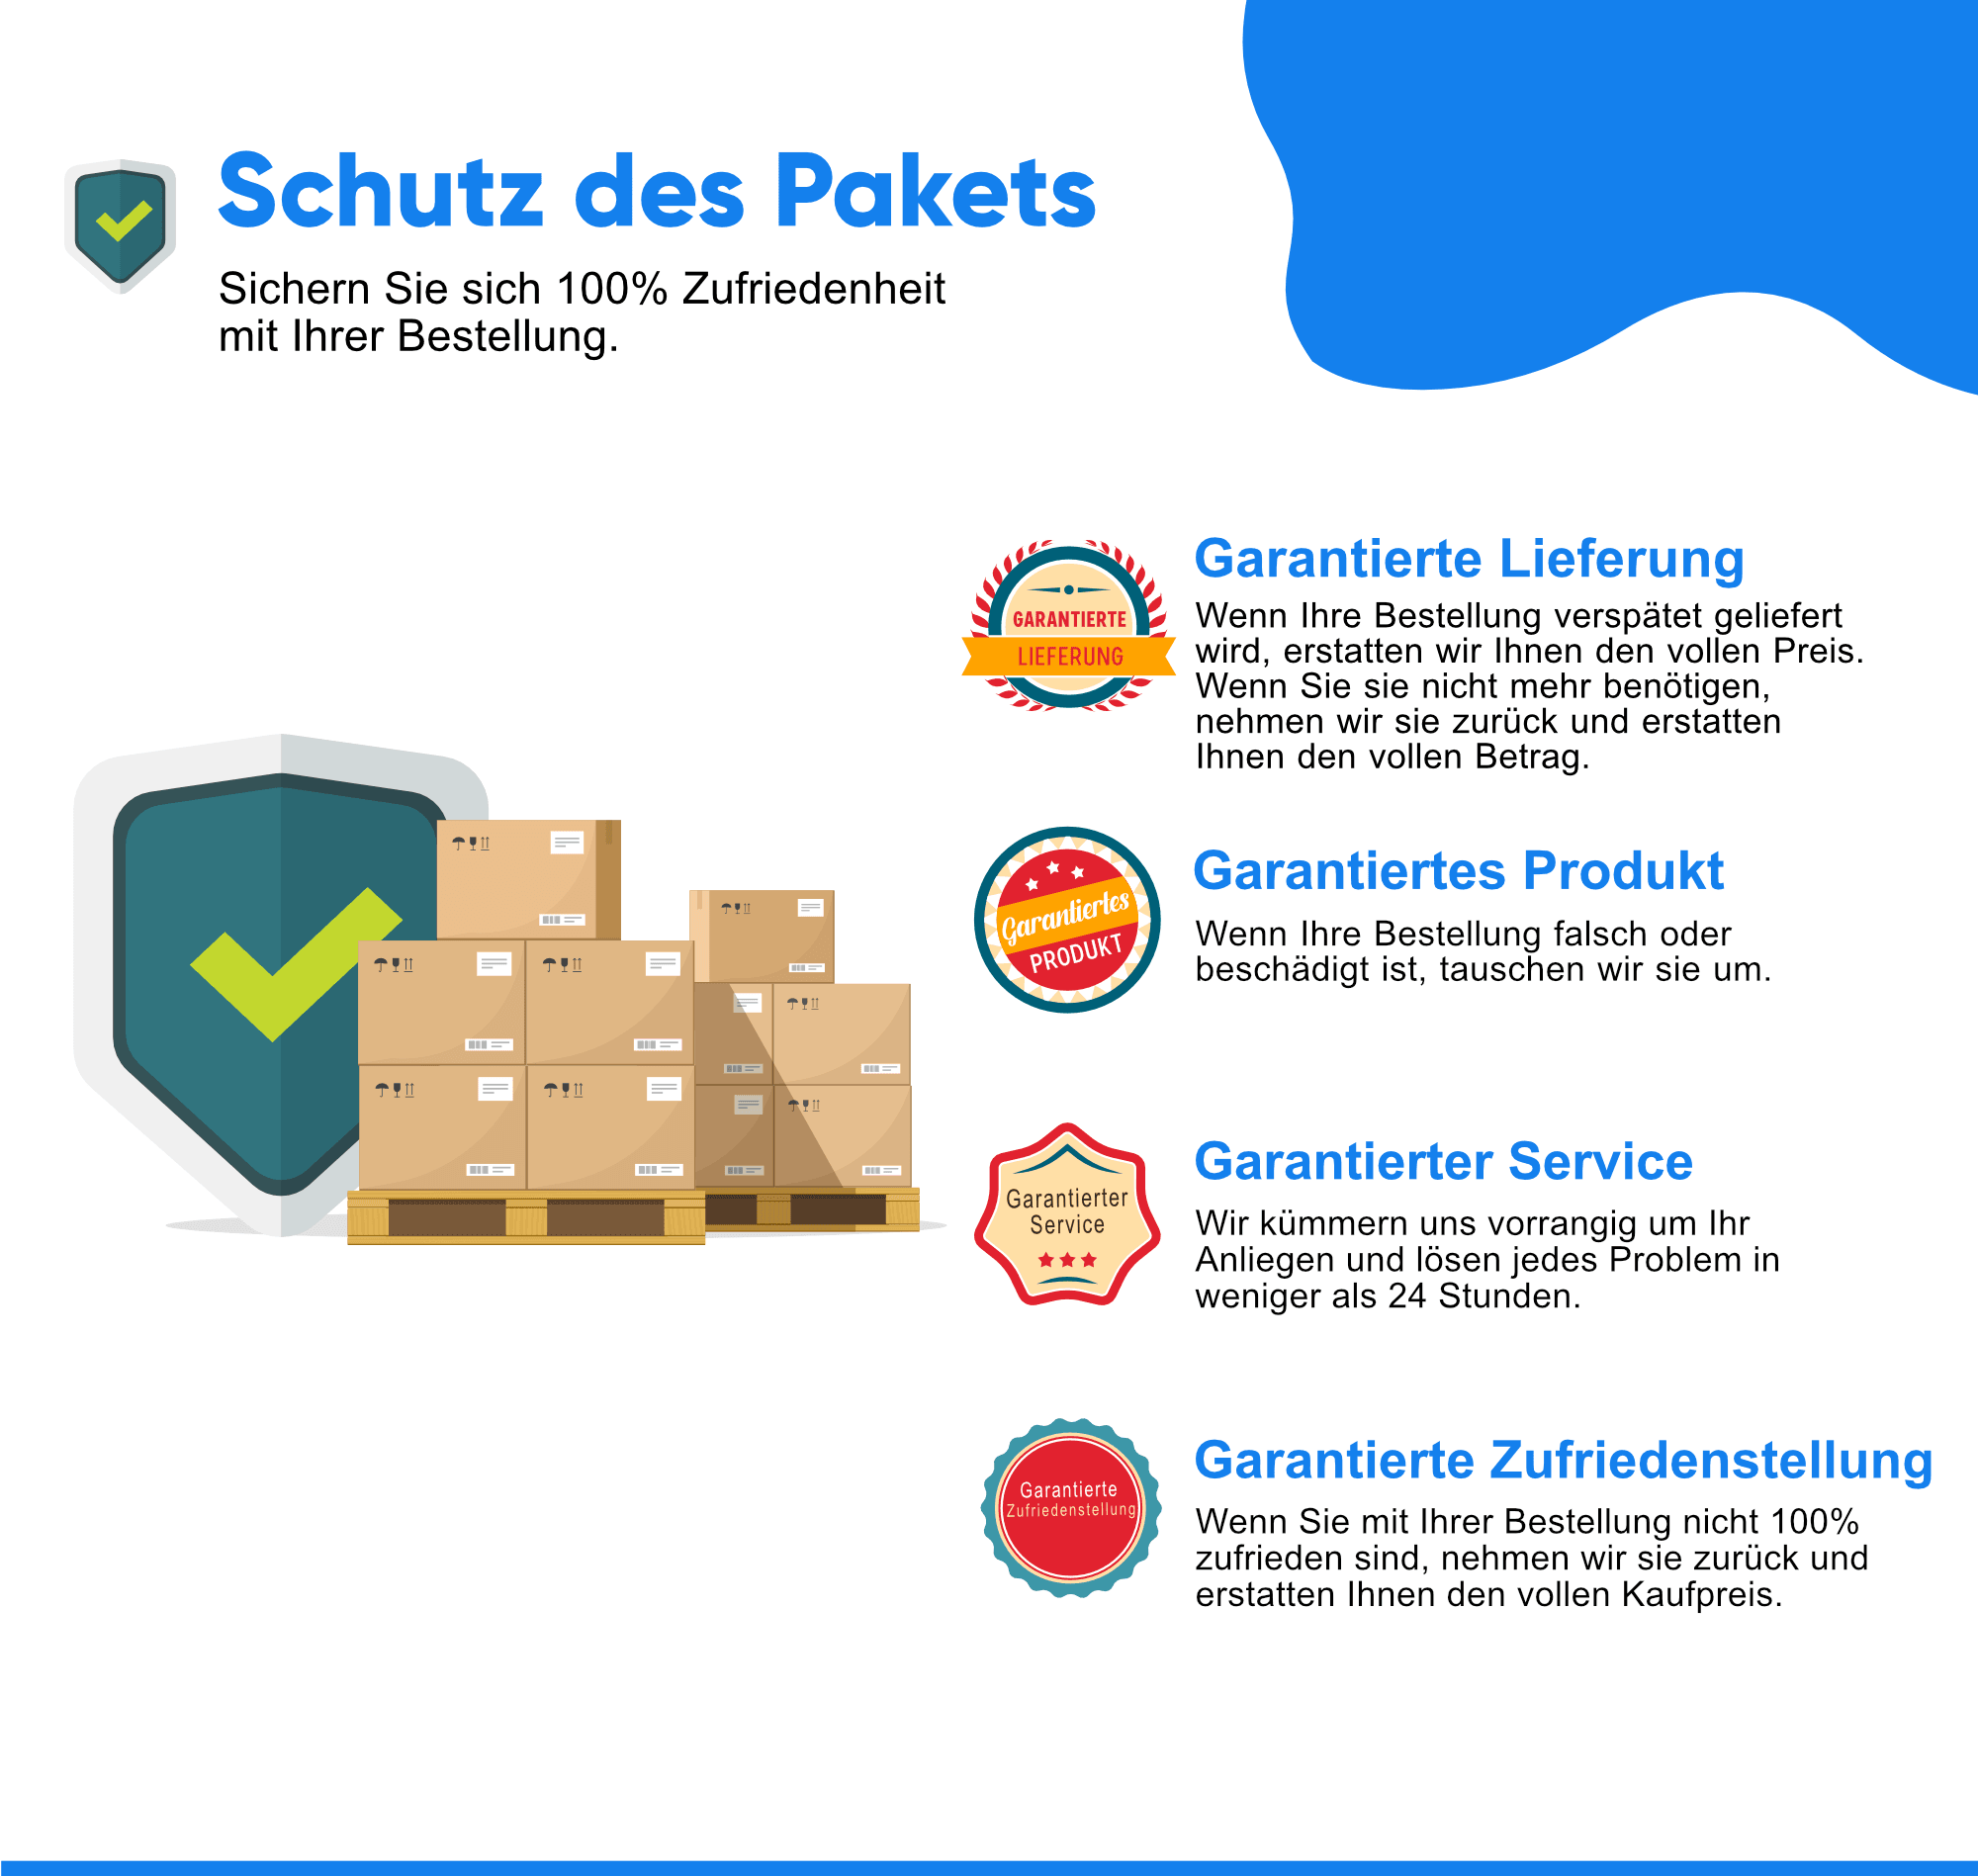 Schutz des Pakets
Sichern Sie sich 100% Zufriedenheit
mit Ihrer Bestellung.
GARANTIERTE
LIEFERUNG
Garantierte Lieferung
Wenn Ihre Bestellung verspätet geliefert
wird, erstatten wir Ihnen den vollen Preis.
Wenn Sie sie nicht mehr benötigen,
nehmen wir sie zurück und erstatten
Ihnen den vollen Betrag.
Garantiertes
PRODUKT
Garantiertes Produkt
Wenn Ihre Bestellung falsch oder
beschädigt ist, tauschen wir sie um.
Garantierter
Service
Garantierter Service
Wir kümmern uns vorrangig um Ihr
Anliegen und lösen jedes Problem in
weniger als 24 Stunden.
Garantierte
Zufriedenstellung
Garantierte Zufriedenstellung
Wenn Sie mit Ihrer Bestellung nicht 100%
zufrieden sind, nehmen wir sie zurück und
erstatten Ihnen den vollen Kaufpreis.